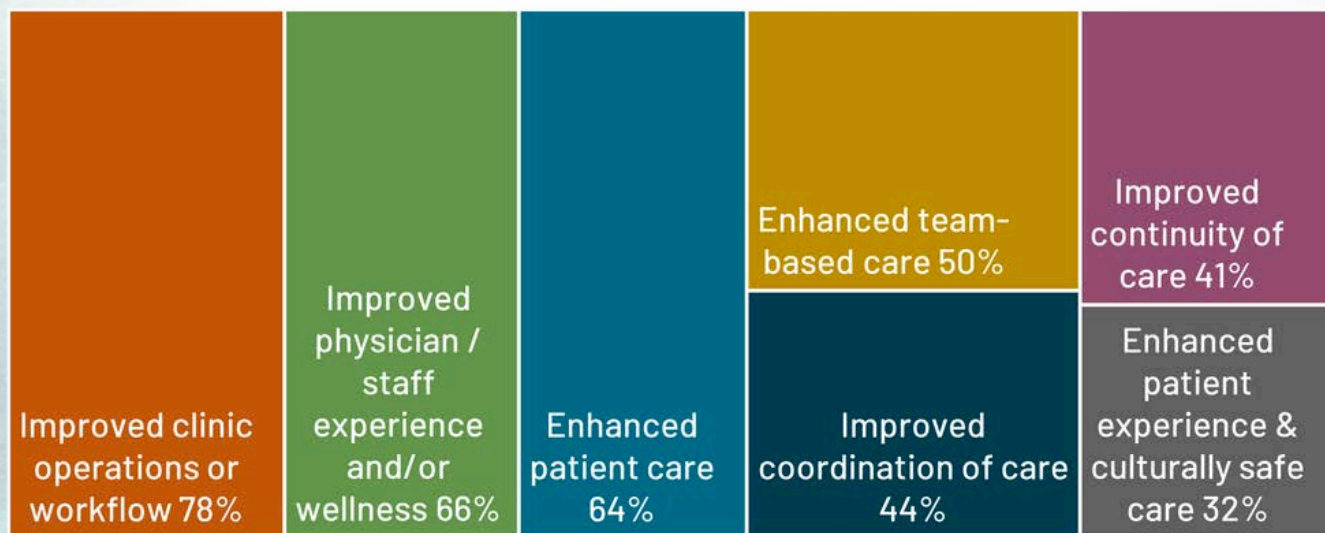 Improved clinic
operations or
workflow 78%
Improved
physician /
staff
experience
and/or
wellness 66%
Enhanced
patient care
64%
Enhanced team-
based care 50%
Improved
coordination of care
44%
Improved
continuity of
care 41%
Enhanced
patient
experience &
culturally safe
care 32%